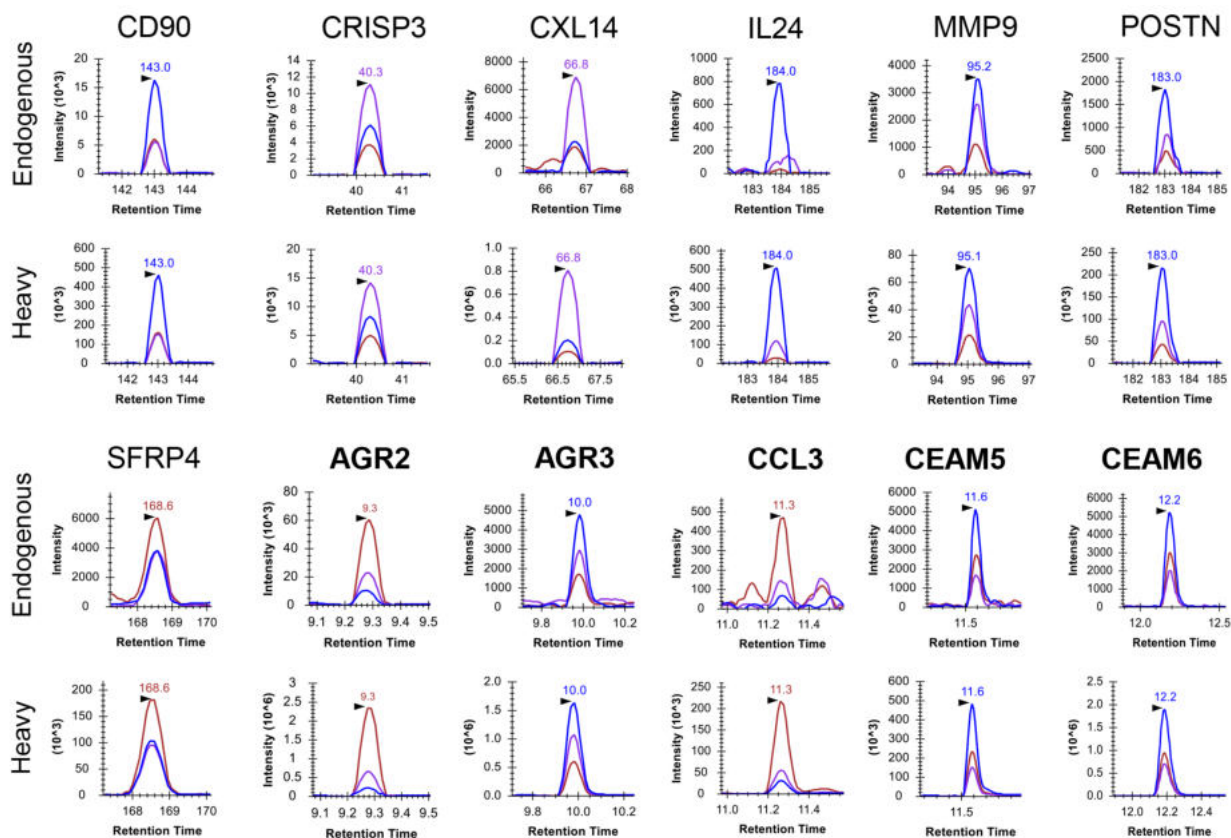 CD90 CRISP3 CXL14 IL24 MMP9 POSTN
Endogenous
Intensity (10^3)
20
15
10
5
0
143.0
142 143 144
Retention Time
Intensity (10^3)
14
12
10
8
6
4
2
0
40.3
40 41
Retention Time
Intensity
8000
6000
4000
2000
0
66.8
65 66 67 68
Retention Time
Intensity
1000
800
600
400
200
0
184.0
183 184 185
Retention Time
Intensity
4000
3000
2000
1000
0
95.2
94 95 96 97
Retention Time
Intensity
2500
2000
1500
1000
500
0
183.0
182 183 184 185
Retention Time
Heavy
(10^3)
600
500
400
300
200
100
0
143.0
142 143 144
Retention Time
(10^3)
20
15
10
5
0
40.3
40 41
Retention Time
(10^6)
1.0
0.8
0.6
0.4
0.2
0.0
66.8
65.5 66.7 67.9
Retention Time
(10^3)
600
500
400
300
200
100
0
184.0
183 184 185
Retention Time
(10^3)
80
60
40
20
0
95.1
94 95 96 97
Retention Time
(10^3)
250
200
150
100
50
0
183.0
182 183 184 185
Retention Time
SFRP4 AGR2 AGR3 CCL3 CEAM5 CEAM6
Endogenous
Intensity
6000
4000
2000
0
168.6
168 169 170
Retention Time
Intensity (10^3)
80
60
40
20
0
9.3
9.1 9.2 9.3 9.4 9.5
Retention Time
Intensity
5000
4000
3000
2000
1000
0
10.0
9.8 10.0 10.2
Retention Time
Intensity
500
400
300
200
100
0
11.3
11.0 11.2 11.4
Retention Time
Intensity
6000
5000
4000
3000
2000
1000
0
11.6
11.5
Retention Time
Intensity
6000
5000
4000
3000
2000
1000
0
12.2
12.0 12.5
Retention Time
Heavy
(10^3)
200
150
100
50
0
168.6
168 169 170
Retention Time
Intensity (10^6)
3
2.5
2
1.5
1
0.5
0
9.3
9.1 9.2 9.3 9.4 9.5
Retention Time
(10^6)
2.0
1.5
1.0
0.5
0.0
10.0
9.8 10.0 10.2
Retention Time
Intensity (10^3)
250
200
150
100
50
0
11.3
11.0 11.2 11.4
Retention Time
(10^3)
600
500
400
300
200
100
0
11.6
11.5
Retention Time
(10^6)
2.5
2.0
1.5
1.0
0.5
0.0
12.2
12.0 12.2 12.4
Retention Time